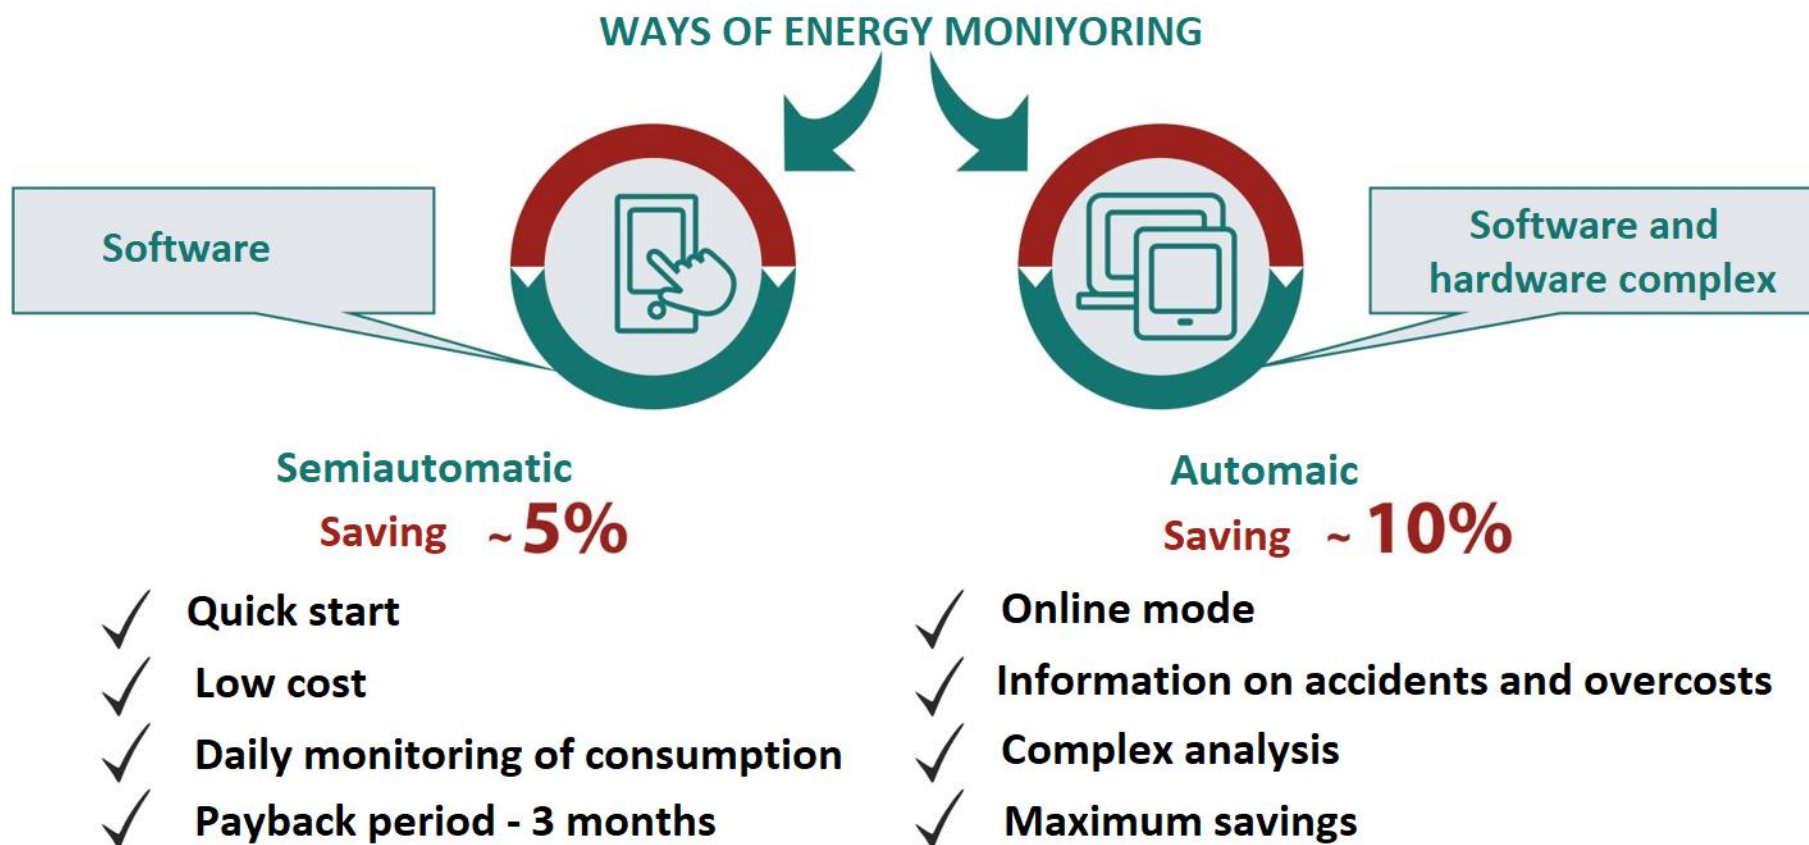 WAYS OF ENERGY MONIYORING
Software
Software and
hardware complex
Semiautomatic
Saving ~ 5%
Quick start
Low cost
Daily monitoring of consumption
Payback period - 3 months
Automaic
Saving ~ 10%
Online mode
Information on accidents and overcosts
Complex analysis
Maximum savings